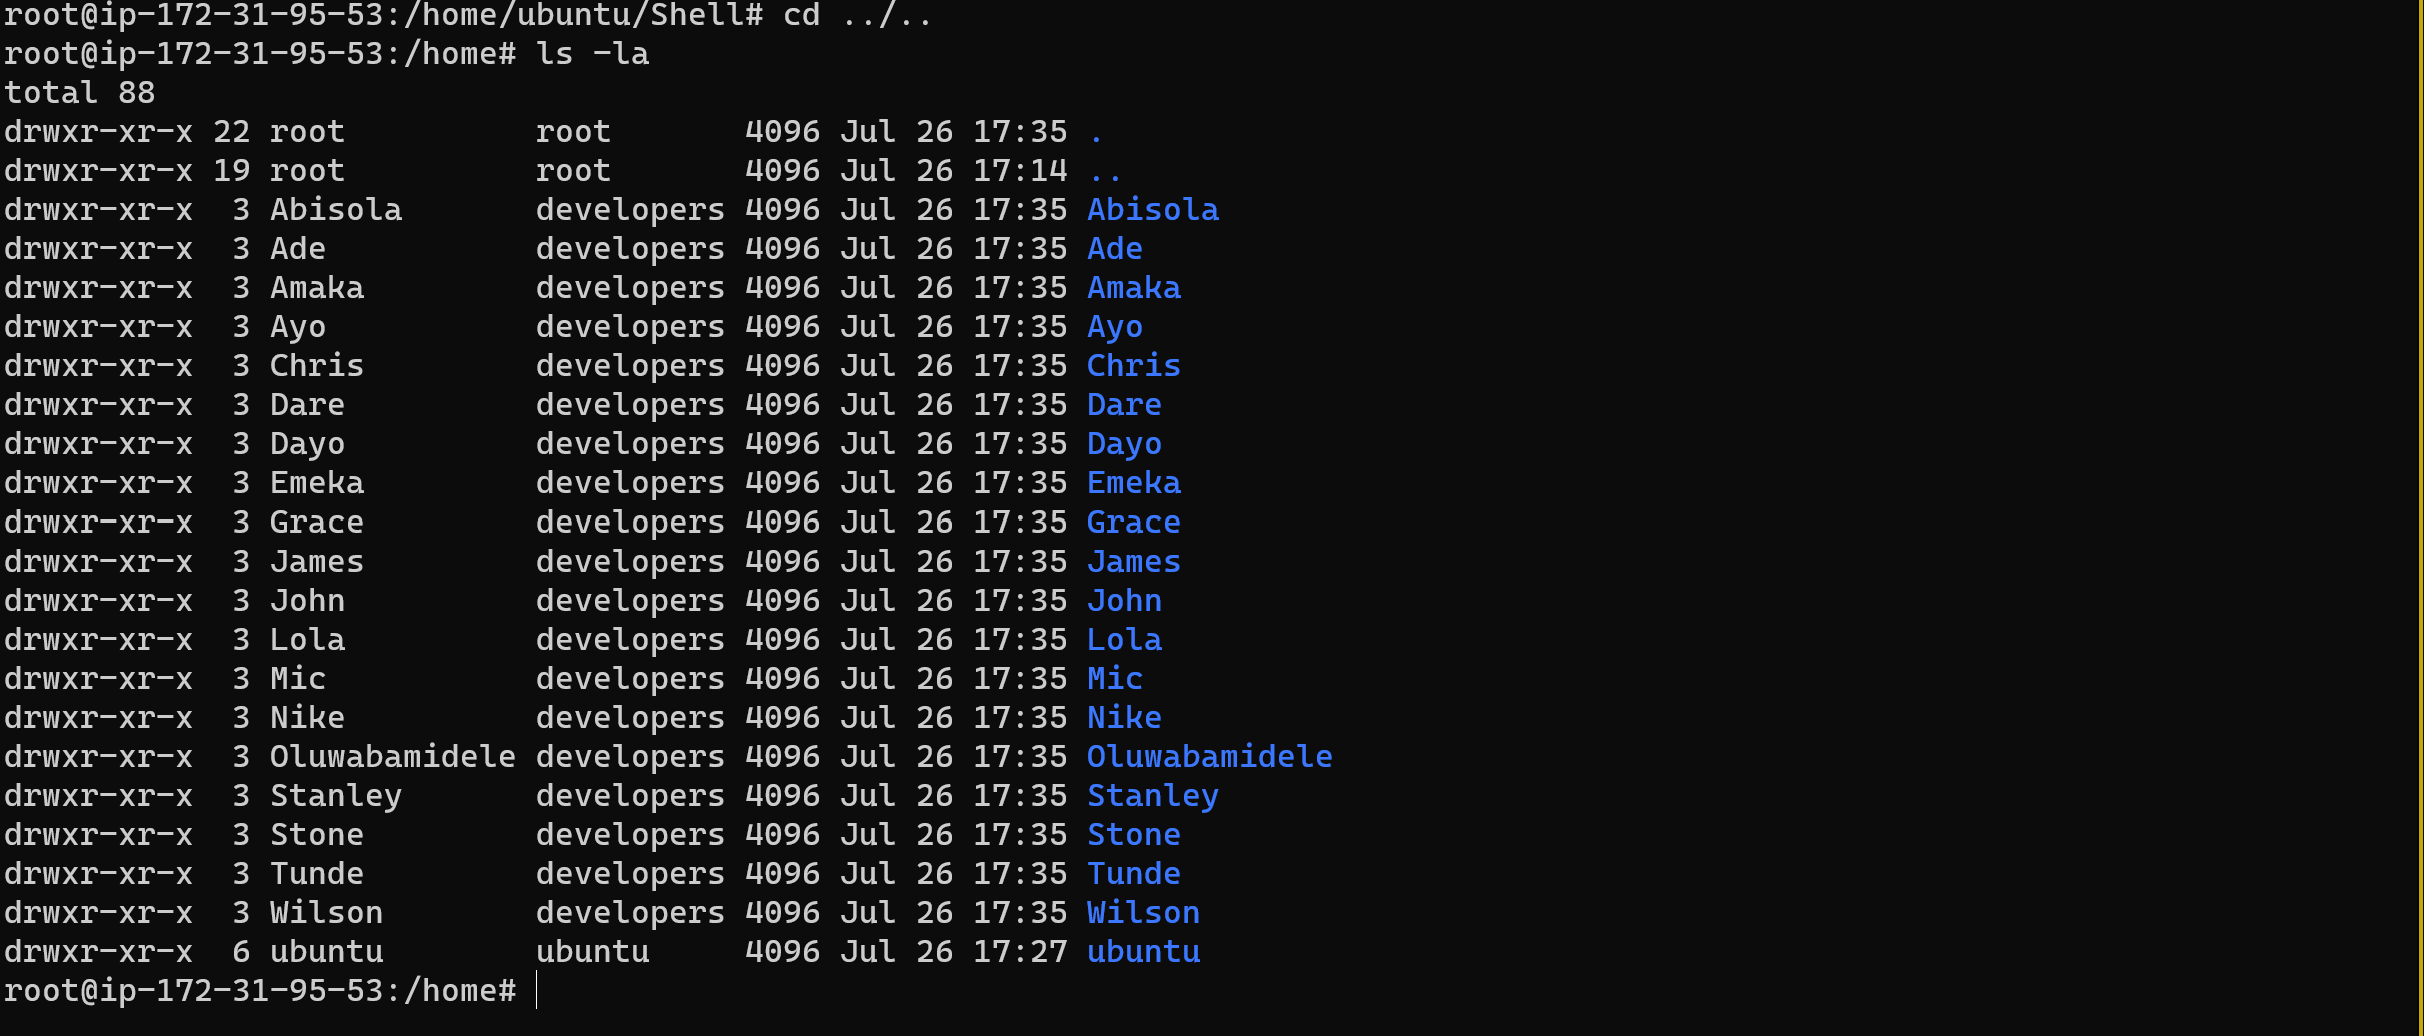 root@ip-172-31-95-53:/home/ubuntu/Shell# cd ../..
root@ip-172-31-95-53:/home# ls -la
total 88
drwxr-xr-x 22 root         root       4096 Jul 26 17:35 .
drwxr-xr-x 19 root         root       4096 Jul 26 17:14 ..
drwxr-xr-x  3 Abisola      developers 4096 Jul 26 17:35 Abisola
drwxr-xr-x  3 Ade          developers 4096 Jul 26 17:35 Ade
drwxr-xr-x  3 Amaka        developers 4096 Jul 26 17:35 Amaka
drwxr-xr-x  3 Ayo          developers 4096 Jul 26 17:35 Ayo
drwxr-xr-x  3 Chris        developers 4096 Jul 26 17:35 Chris
drwxr-xr-x  3 Dare         developers 4096 Jul 26 17:35 Dare
drwxr-xr-x  3 Dayo         developers 4096 Jul 26 17:35 Dayo
drwxr-xr-x  3 Emeka        developers 4096 Jul 26 17:35 Emeka
drwxr-xr-x  3 Grace        developers 4096 Jul 26 17:35 Grace
drwxr-xr-x  3 James        developers 4096 Jul 26 17:35 James
drwxr-xr-x  3 John         developers 4096 Jul 26 17:35 John
drwxr-xr-x  3 Lola         developers 4096 Jul 26 17:35 Lola
drwxr-xr-x  3 Mic          developers 4096 Jul 26 17:35 Mic
drwxr-xr-x  3 Nike         developers 4096 Jul 26 17:35 Nike
drwxr-xr-x  3 Oluwabamidele developers 4096 Jul 26 17:35 Oluwabamidele
drwxr-xr-x  3 Stanley      developers 4096 Jul 26 17:35 Stanley
drwxr-xr-x  3 Stone        developers 4096 Jul 26 17:35 Stone
drwxr-xr-x  3 Tunde        developers 4096 Jul 26 17:35 Tunde
drwxr-xr-x  3 Wilson       developers 4096 Jul 26 17:35 Wilson
drwxr-xr-x  6 ubuntu       ubuntu     4096 Jul 26 17:27 ubuntu
root@ip-172-31-95-53:/home#